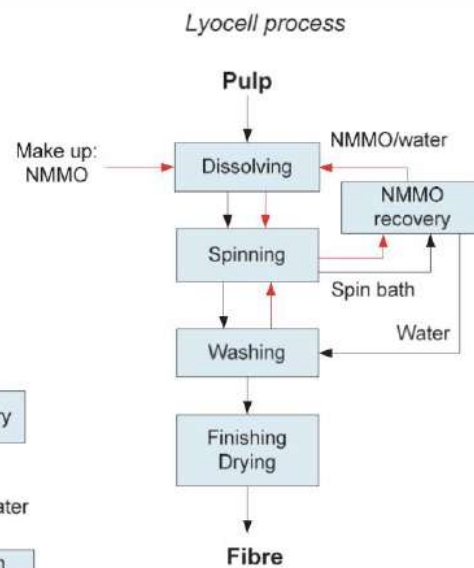 Lyocell process
Pulp
Make up:
NMMO
NMMO/water
Dissolving
NMMO
recovery
Spinning
Spin bath
Water
Washing
Finishing
Drying
Fibre